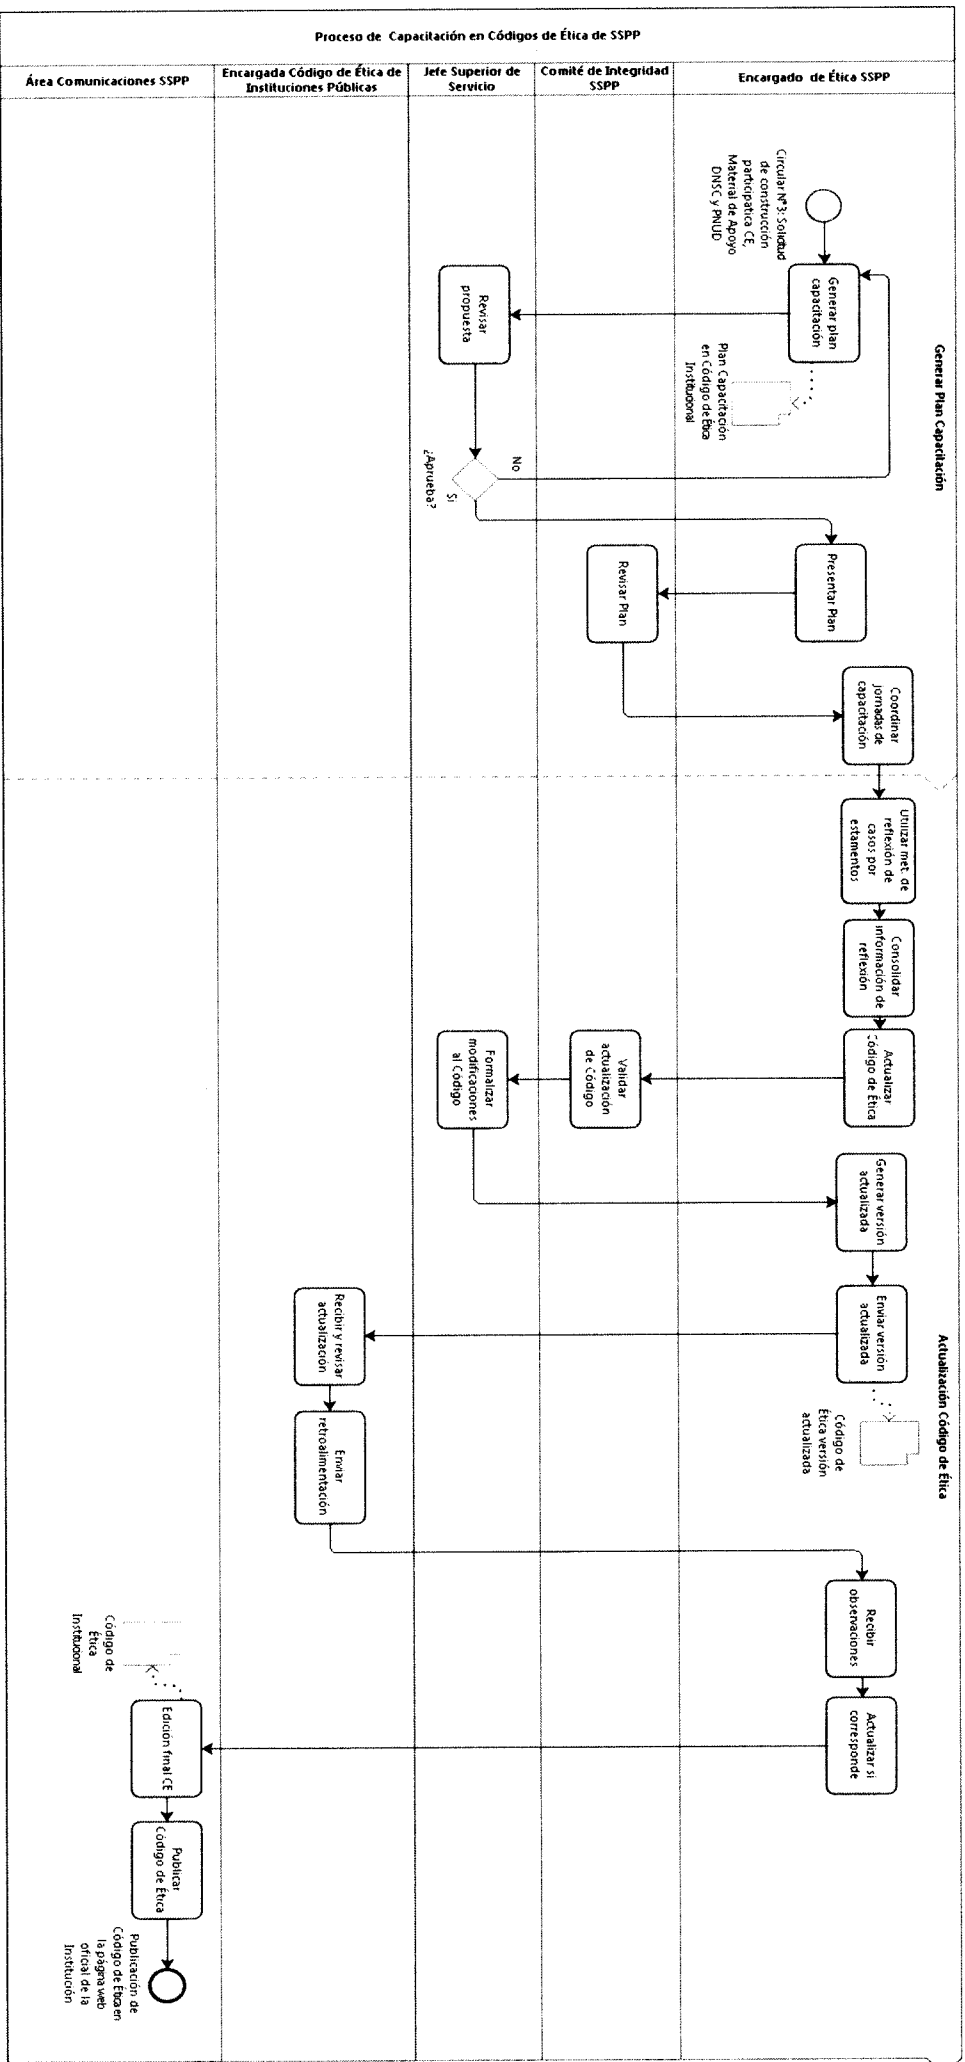 Proceso de Capacitación en Códigos de Ética de SSPP
Área Comunicaciones SSPP
Encargada Código de Ética de
Instituciones Públicas
Jefe Superior de
Servicio
Comité de Integridad
SSPP
Encargado de Ética SSPP
Generar Plan Capacitación
Circular N°3: Solicitud
de construcción
participatica CE,
Material de Apoyo
DNSC y PNUD
Generar plan
capacitación
Plan Capacitación
en Código de Ética
Institucional
Revisar
propuesta
¿Aprueba?
No
Si
Presentar Plan
Revisar Plan
Coordinar
jornadas de
capacitación
Actualización Código de Ética
Utilizar met. de
reflexión de
casos por
estamentos
Consolidar
información de
reflexión
Actualizar
Código de Ética
Validar
actualización
de Código
Formalizar
modificaciones
al Código
Generar versión
actualizada
Enviar versión
actualizada
Código de
Ética versión
actualizada
Recibir y revisar
actualización
Enviar
retroalimentación
Recibir
observaciones
Actualizar si
corresponde
Edicion final CE
Código de
Ética
Institucional
Publicar
Código de Ética
Publicación de
Código de Ética en
la página web
oficial de la
Institución